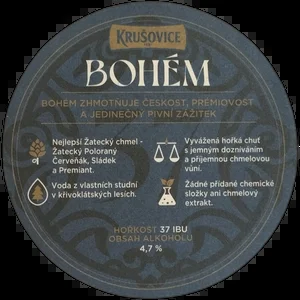 KRUŠOVICE
BOHÉM
BOHÉM ZHMOTŇUJE ČESKOST, PRÉMIOVOST
A JEDINEČNÝ PIVNÍ ZÁŽITEK
Nejlepší Žatecký chmel -
Žatecký Poloraný
Červeňák, Sládek
a Premiant.
Vyvážená hořká chuť
s jemným doznívaním
a příjemnou chmelovou
vůní.
Voda z vlastních studní
v křivoklátských lesích.
Žádné přidané chemické
složky ani chmelový
extrakt.
HOŘKOST 37 IBU
OBSAH ALKOHOLU
4,7 %